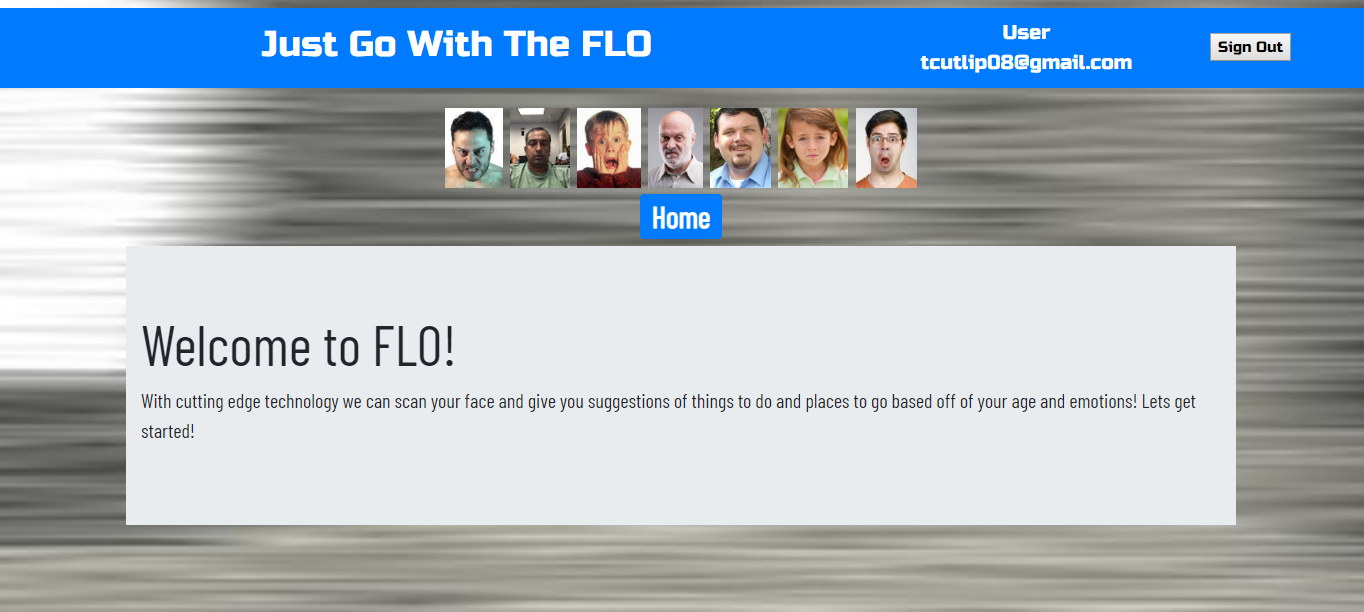 Just Go With The FLO
User
tcutlip08@gmail.com
Sign Out
Home
Welcome to FLO!
With cutting edge technology we can scan your face and give you suggestions of things to do and places to go based off of your age and emotions! Lets get
started!